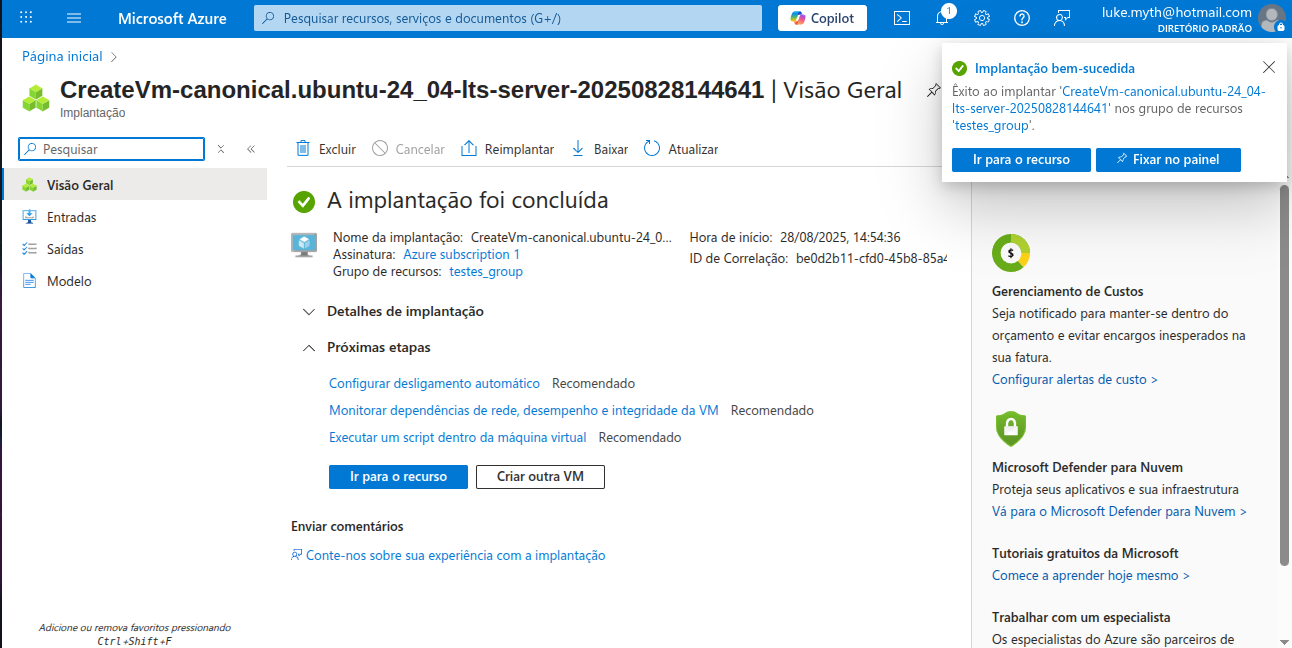 Microsoft Azure
Pesquisar recursos, serviços e documentos (G+/)
Copilot
1
luke.myth@hotmail.com
DIRETÓRIO PADRÃO
Página inicial
CreateVm-canonical.ubuntu-24_04-lts-server-20250828144641 | Visão Geral
Implantação
Implantação bem-sucedida
Êxito ao implantar 'CreateVm-canonical.ubuntu-24_04-
lts-server-20250828144641' nos grupo de recursos
'testes_group'.
Ir para o recurso
Fixar no painel
Pesquisar
Visão Geral
Entradas
Saídas
Modelo
Adicione ou remova favoritos pressionando
Ctrl+Shift+F
Excluir
Cancelar
Reimplantar
Baixar
Atualizar
A implantação foi concluída
Nome da implantação: CreateVm-canonical.ubuntu-24_0...
Assinatura: Azure subscription 1
Grupo de recursos: testes_group
Hora de início: 28/08/2025, 14:54:36
ID de Correlação: be0d2b11-cfd0-45b8-85a4
Detalhes de implantação
Próximas etapas
Configurar desligamento automático Recomendado
Monitorar dependências de rede, desempenho e integridade da VM Recomendado
Executar um script dentro da máquina virtual Recomendado
Ir para o recurso
Criar outra VM
Enviar comentários
Conte-nos sobre sua experiência com a implantação
$
Gerenciamento de Custos
Seja notificado para manter-se dentro do
orçamento e evitar encargos inesperados na
sua fatura.
Configurar alertas de custo >
Microsoft Defender para Nuvem
Proteja seus aplicativos e sua infraestrutura
Vá para o Microsoft Defender para Nuvem >
Tutoriais gratuitos da Microsoft
Comece a aprender hoje mesmo >
Trabalhar com um especialista
Os especialistas do Azure são parceiros de